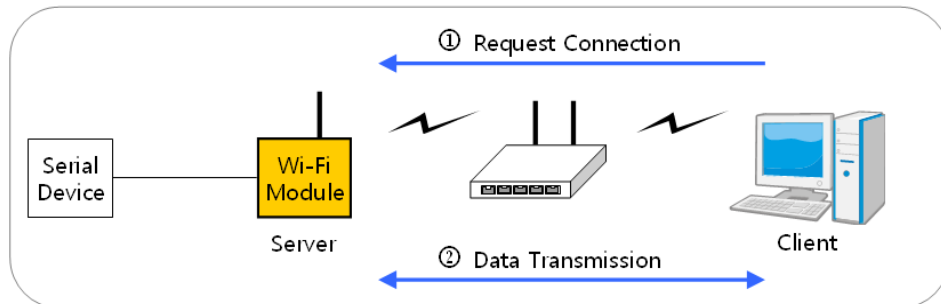 ① Request Connection
Serial
Device
Wi-Fi
Module
Server
Client
② Data Transmission